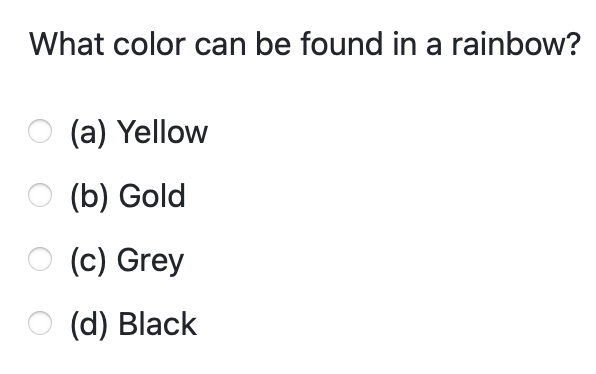 What color can be found in a rainbow?
(a) Yellow
(b) Gold
(c) Grey
(d) Black